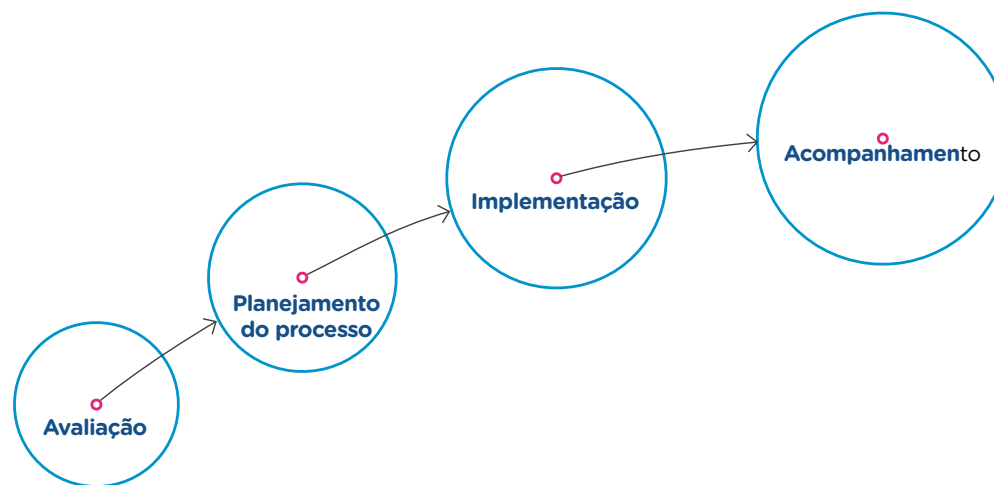 Avaliação
Planejamento
do processo
Implementação
Acompanhamento